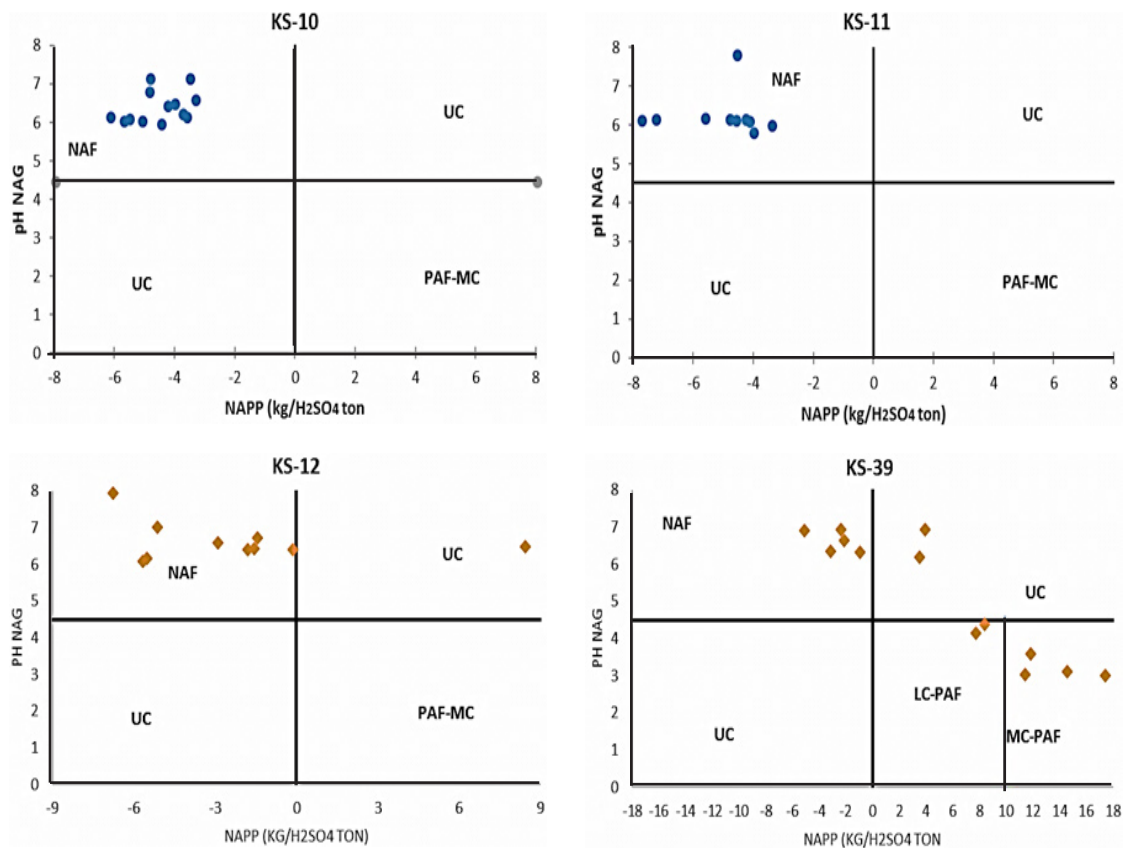 KS-10
8
7
6
5
4
3
2
1
0
pH NAG
NAF
UC
UC
PAF-MC
-8 -6 -4 -2 0 2 4 6 8
NAPP (kg/H2SO4 ton
KS-11
8
7
6
5
4
3
2
1
0
pH NAG
NAF
UC
UC
PAF-MC
-8 -6 -4 -2 0 2 4 6 8
NAPP (kg/H2SO4 ton)
KS-12
8
7
6
5
4
3
2
1
0
PH NAG
NAF
UC
UC
PAF-MC
-9 -6 -3 0 3 6 9
NAPP (KG/H2SO4 TON)
KS-39
8
7
6
5
4
3
2
1
0
PH NAG
NAF
UC
LC-PAF
UC
MC-PAF
-18 -16 -14 -12 -10 -8 -6 -4 -2 0 2 4 6 8 10 12 14 16 18
NAPP (KG/H2SO4 TON